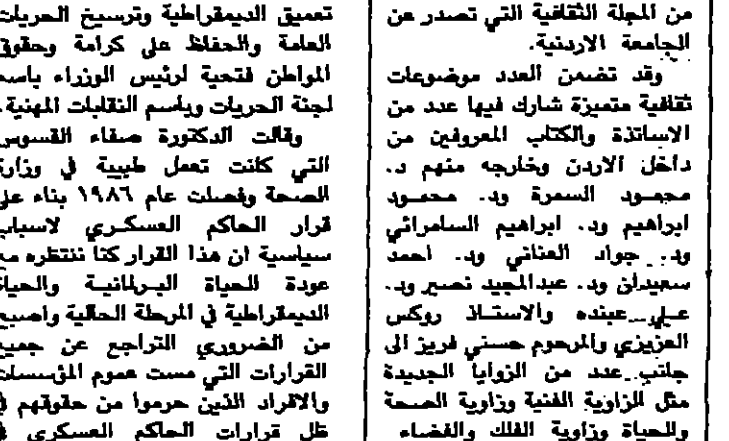 من المجلة الثقافية التي تصدر عن
الجامعة الاردنية.
وقد تضمن العدد موضوعات
ثقافية متميزة شارك فيها عدد من
الاساتذة والكتاب المعروفين من
داخل الاردن وخارجه منهم د.
محمود السمرة ود. محمود
ابراهيم ود. ابراهيم السامرائي
ود. جواد العناني ود. احمد
سعيدان ود. عبدالمجيد نصير ود.
علي عبنده والاستاذ روكس
العزيزي والمرحوم حسني فريز الى
جانب عدد من الزوايا الجديدة
مثل الزاوية الفنية وزاوية الصحة
والحياة وزاوية الفلك والفضاء
تعميق الديمقراطية وترسيخ الحريات
العامة والحفاظ على كرامة وحقوق
المواطن فتحية لرئيس الوزراء باسم
لجنة الحريات وباسم النقابات المهنية.
وقالت الدكتورة صفاء القسوس
التي كانت تعمل طبيبة في وزارة
الصحة وفصلت عام ١٩٨٦ بناء على
قرار الحاكم العسكري لاسباب
سياسية ان هذا القرار كنا ننتظره مع
عودة الحياة البرلمانية والحياة
الديمقراطية في المرحلة الحالية واصبح
من الضروري التراجع عن جميع
القرارات التي مست عموم المؤسسات
والافراد الذين حرموا من حقوقهم في
ظل قرارات الحاكم العسكري في